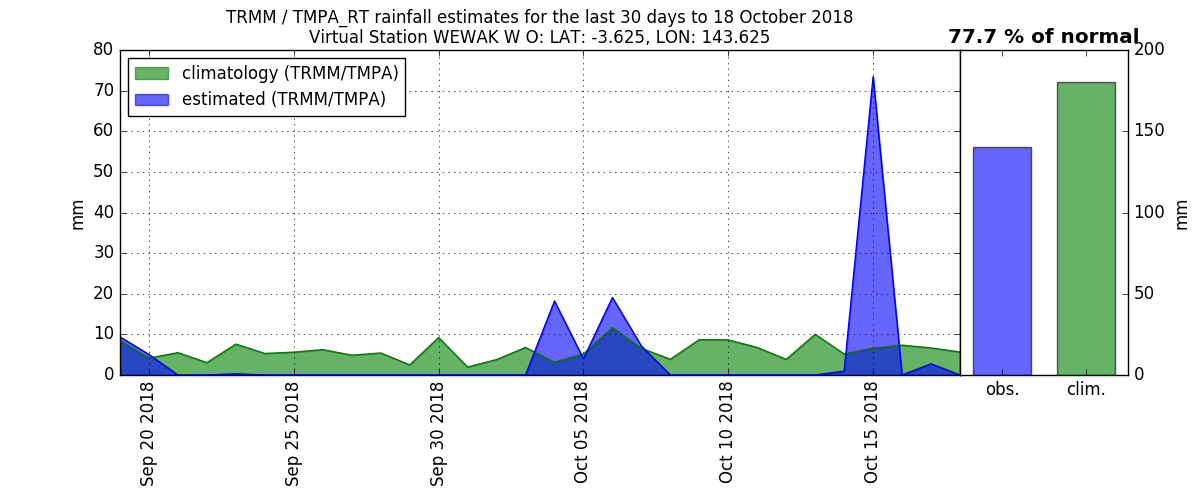 TRMM / TMPA_RT rainfall estimates for the last 30 days to 18 October 2018
Virtual Station WEWAK W O: LAT: -3.625, LON: 143.625
77.7 % of normal
climatology (TRMM/TMPA)
estimated (TRMM/TMPA)
80
70
60
50
40
30
20
10
0
mm
Sep 20 2018
Sep 25 2018
Sep 30 2018
Oct 05 2018
Oct 10 2018
Oct 15 2018
200
150
100
50
0
mm
obs.
clim.